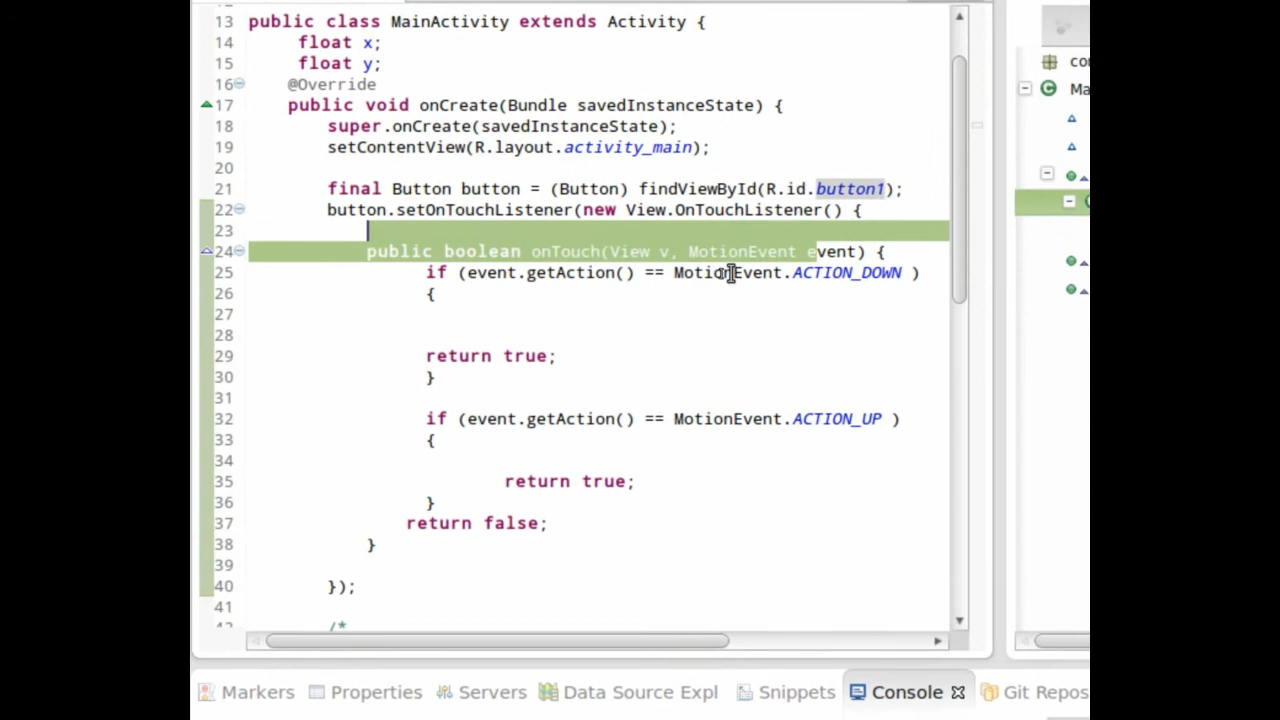 13 public class MainActivity extends Activity {
14 float x;
15 float y;
16 @Override
17 public void onCreate(Bundle savedInstanceState) {
18 super.onCreate(savedInstanceState);
19 setContentView(R.layout.activity_main);
20
21 final Button button = (Button) findViewById(R.id.button1);
22 button.setOnTouchListener(new View.OnTouchListener() {
23
24 public boolean onTouch(View v, MotionEvent event) {
25 if (event.getAction() == MotionEvent.ACTION_DOWN )
26 {
27
28
29 return true;
30 }
31
32 if (event.getAction() == MotionEvent.ACTION_UP )
33 {
34
35 return true;
36 }
37 return false;
38 }
39
40 });
41
/*
co
Ma
Markers Properties Servers Data Source Expl Snippets Console Git Repos